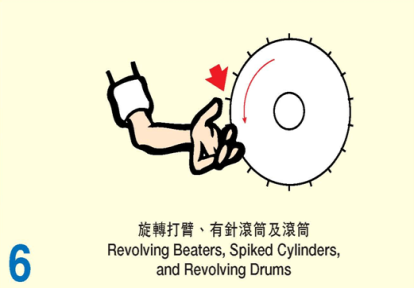 旋轉打臂、有針滾筒及滾筒
Revolving Beaters, Spiked Cylinders,
and Revolving Drums
6